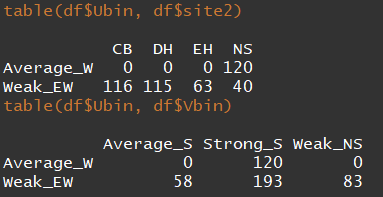 table(df$Ubin, df$site2)
CB DH EH NS
Average_W 0 0 0 120
Weak_EW 116 115 63 40
table(df$Ubin, df$Vbin)
Average_S Strong_S Weak_NS
Average_W 0 120 0
Weak_EW 58 193 83